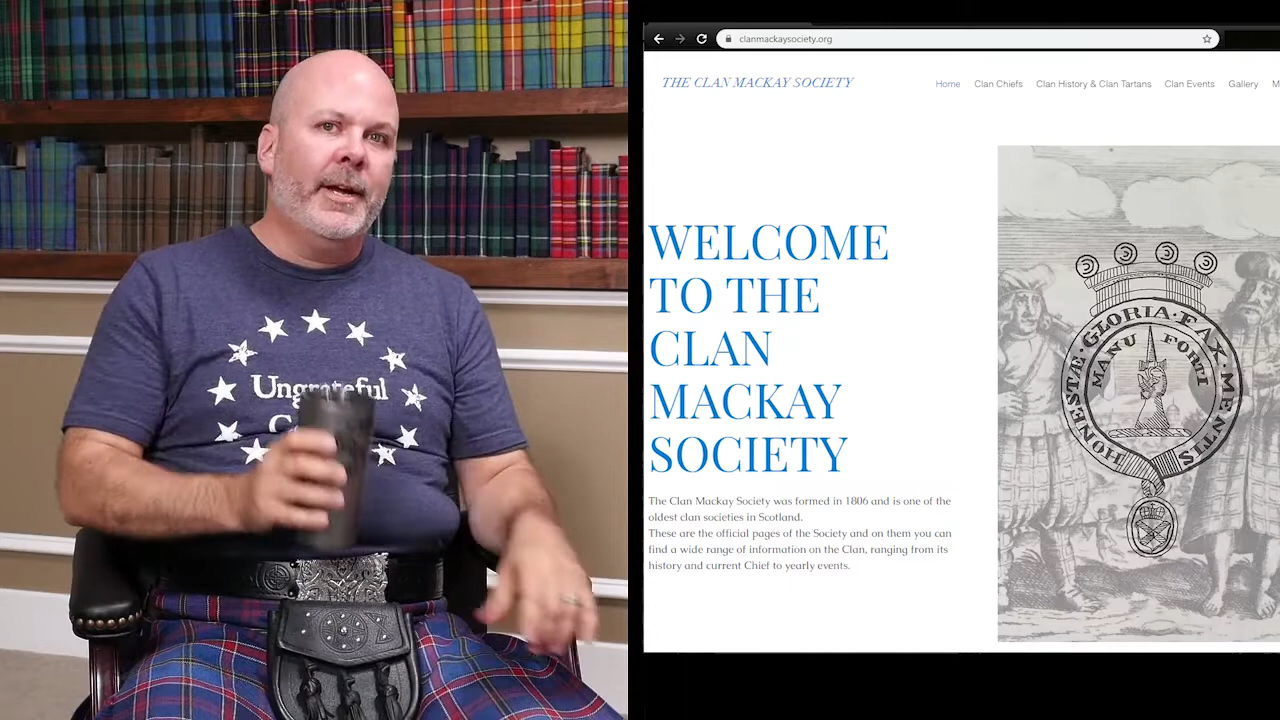 Ungrateful
clanmackaysociety.org
THE CLAN MACKAY SOCIETY
Home
Clan Chiefs
Clan History & Clan Tartans
Clan Events
Gallery
WELCOME
TO THE
CLAN
MACKAY
SOCIETY
The Clan Mackay Society was formed in 1806 and is one of the
oldest clan societies in Scotland.
These are the official pages of the Society and on them you can
find a wide range of information on the Clan, ranging from its
history and current Chief to yearly events.
HONESTÆ·GLORIA·FAX·MENTIS
MANU FORTI